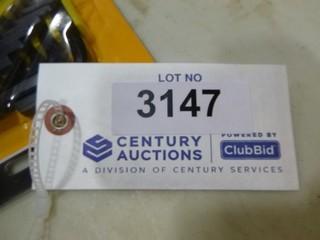 LOT NO
3147
CENTURY
AUCTIONS
POWERED BY
ClubBid
A DIVISION OF CENTURY SERVICES